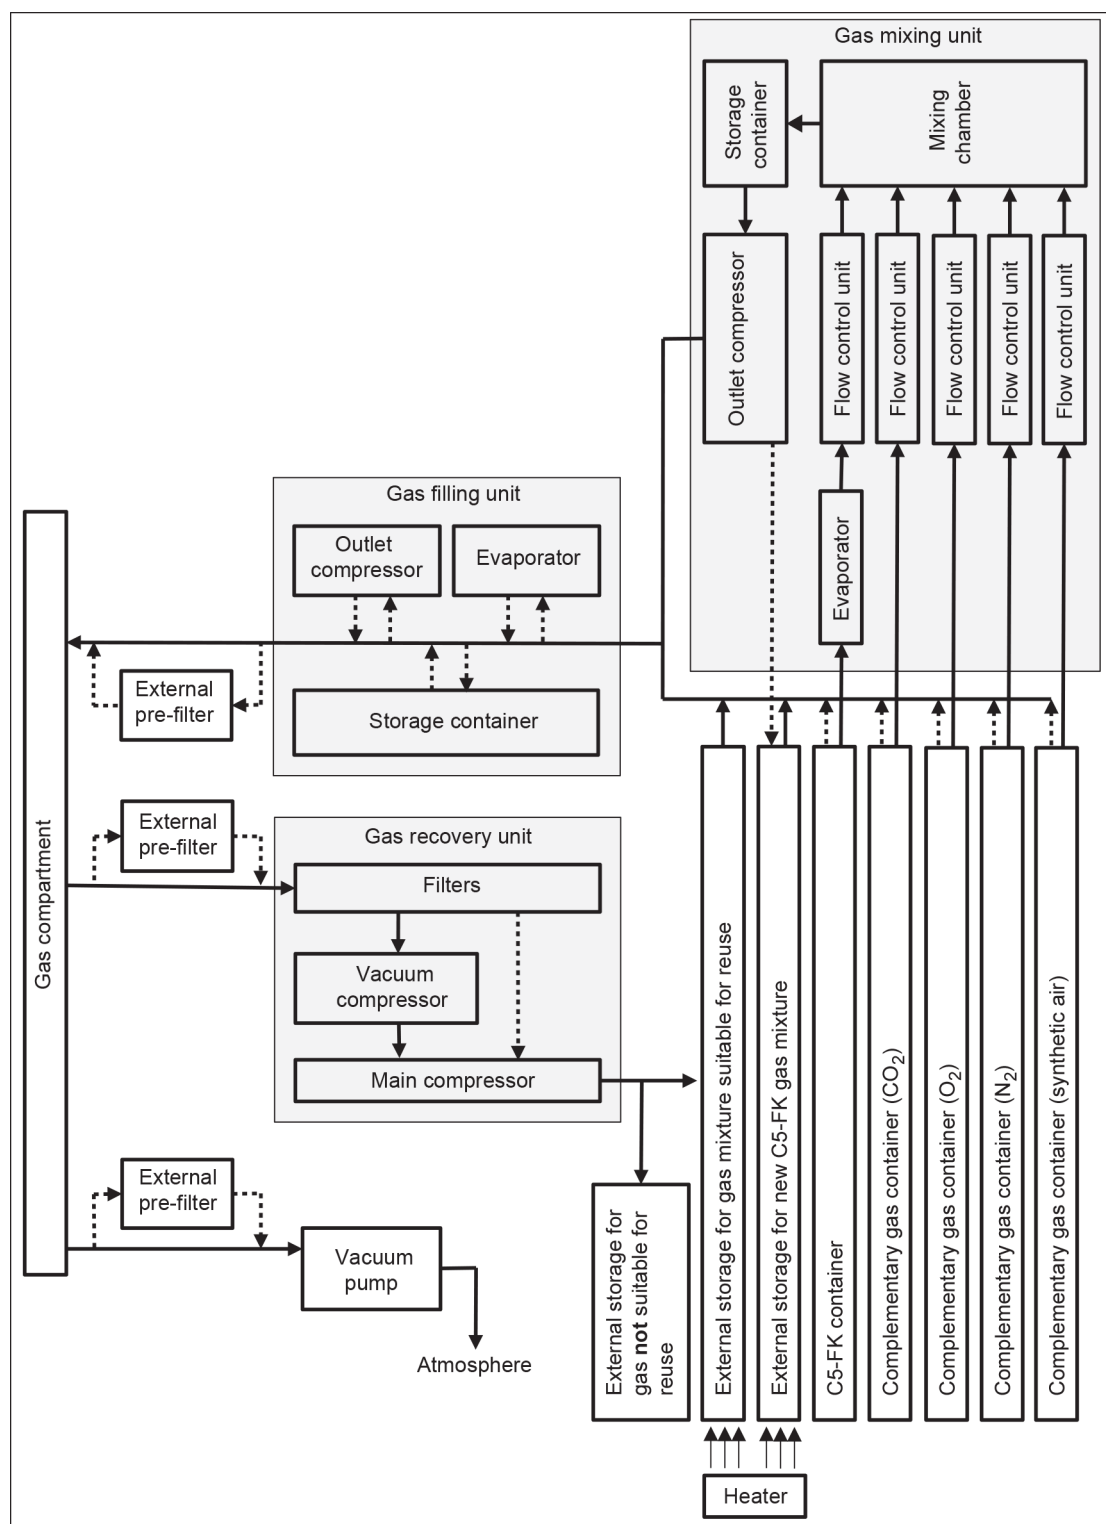 Gas mixing unit
Storage
container
Mixing
chamber
Outlet compressor
Flow control unit
Flow control unit
Flow control unit
Flow control unit
Flow control unit
Evaporator
Gas filling unit
Outlet
compressor
Evaporator
Storage container
External
pre-filter
Gas compartment
External
pre-filter
Gas recovery unit
Filters
Vacuum
compressor
Main compressor
External
pre-filter
Vacuum
pump
Atmosphere
External storage for
gas not suitable for
reuse
External storage for gas mixture suitable for reuse
External storage for new C5-FK gas mixture
C5-FK container
Complementary gas container (CO₂)
Complementary gas container (O₂)
Complementary gas container (N₂)
Complementary gas container (synthetic air)
Heater